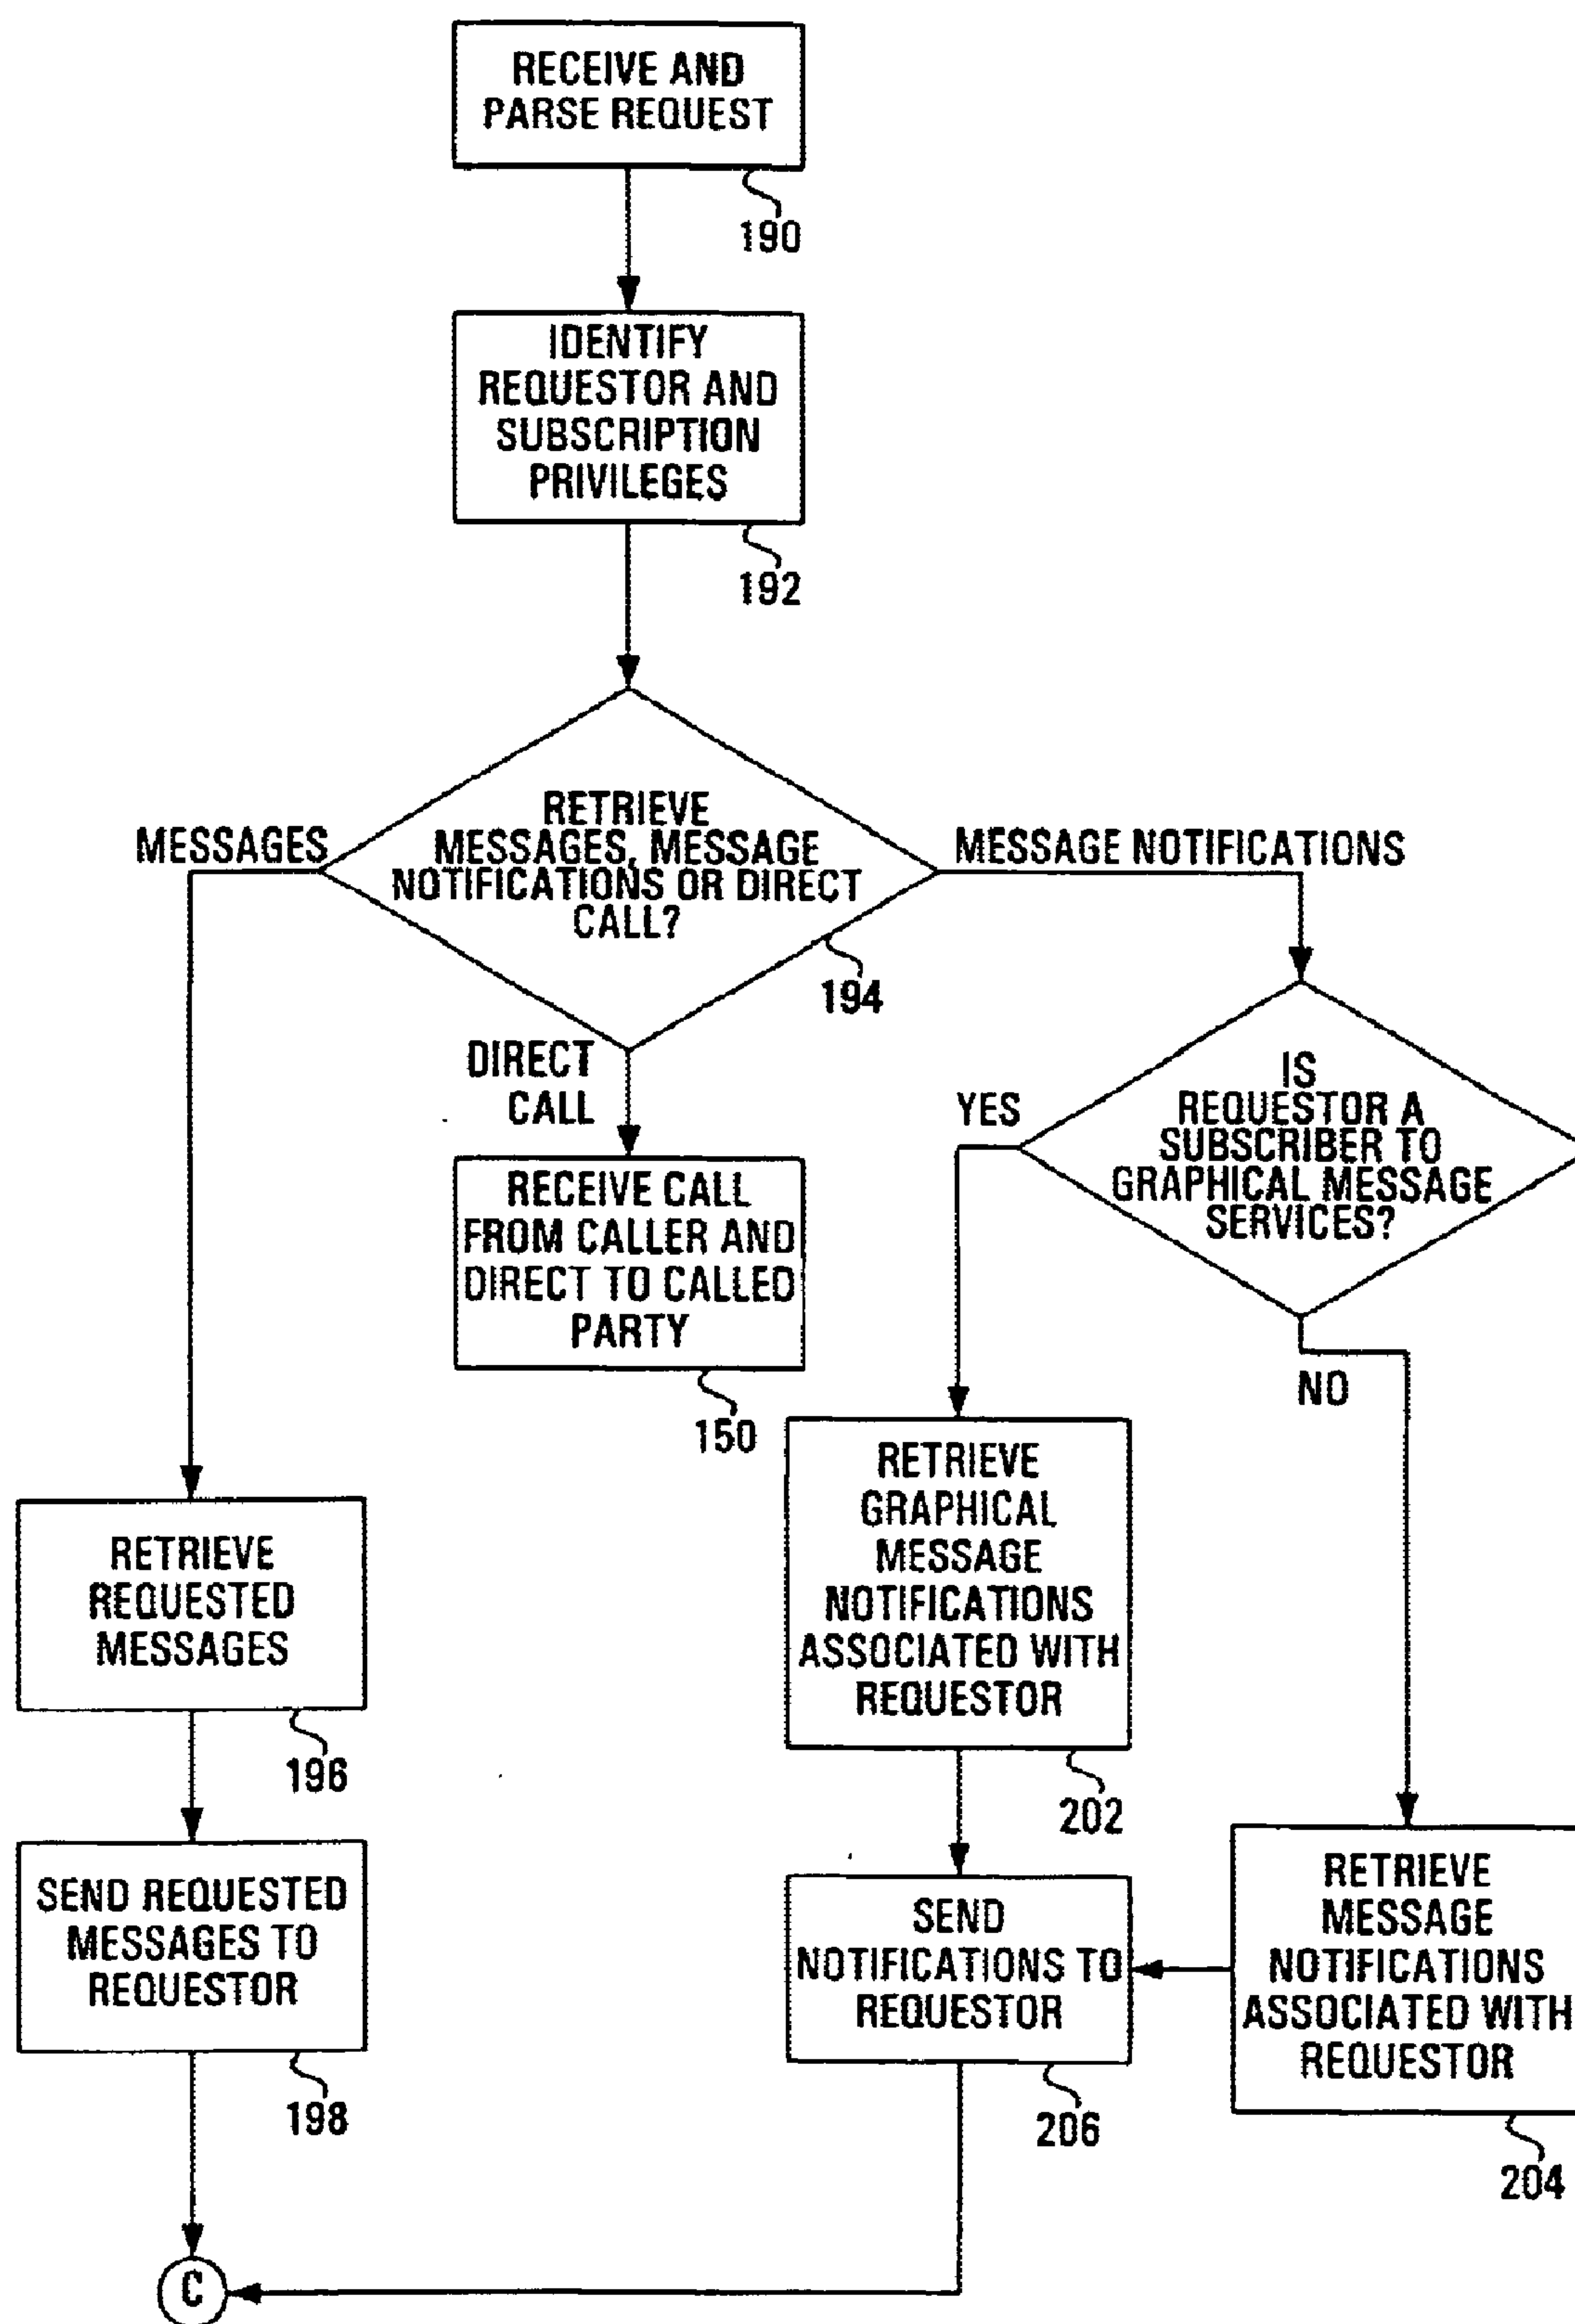 RECEIVE AND
PARSE REQUEST
190
IDENTIFY
REQUESTOR AND
SUBSCRIPTION
PRIVILEGES
192
RETRIEVE
MESSAGES, MESSAGE
NOTIFICATIONS OR DIRECT
CALL?
194
MESSAGES
MESSAGE NOTIFICATIONS
DIRECT
CALL
RECEIVE CALL
FROM CALLER AND
DIRECT TO CALLED
PARTY
150
IS
REQUESTOR A
SUBSCRIBER TO
GRAPHICAL MESSAGE
SERVICES?
YES
NO
RETRIEVE
REQUESTED
MESSAGES
196
SEND REQUESTED
MESSAGES TO
REQUESTOR
198
RETRIEVE
GRAPHICAL
MESSAGE
NOTIFICATIONS
ASSOCIATED WITH
REQUESTOR
202
SEND
NOTIFICATIONS TO
REQUESTOR
206
RETRIEVE
MESSAGE
NOTIFICATIONS
ASSOCIATED WITH
REQUESTOR
204
C